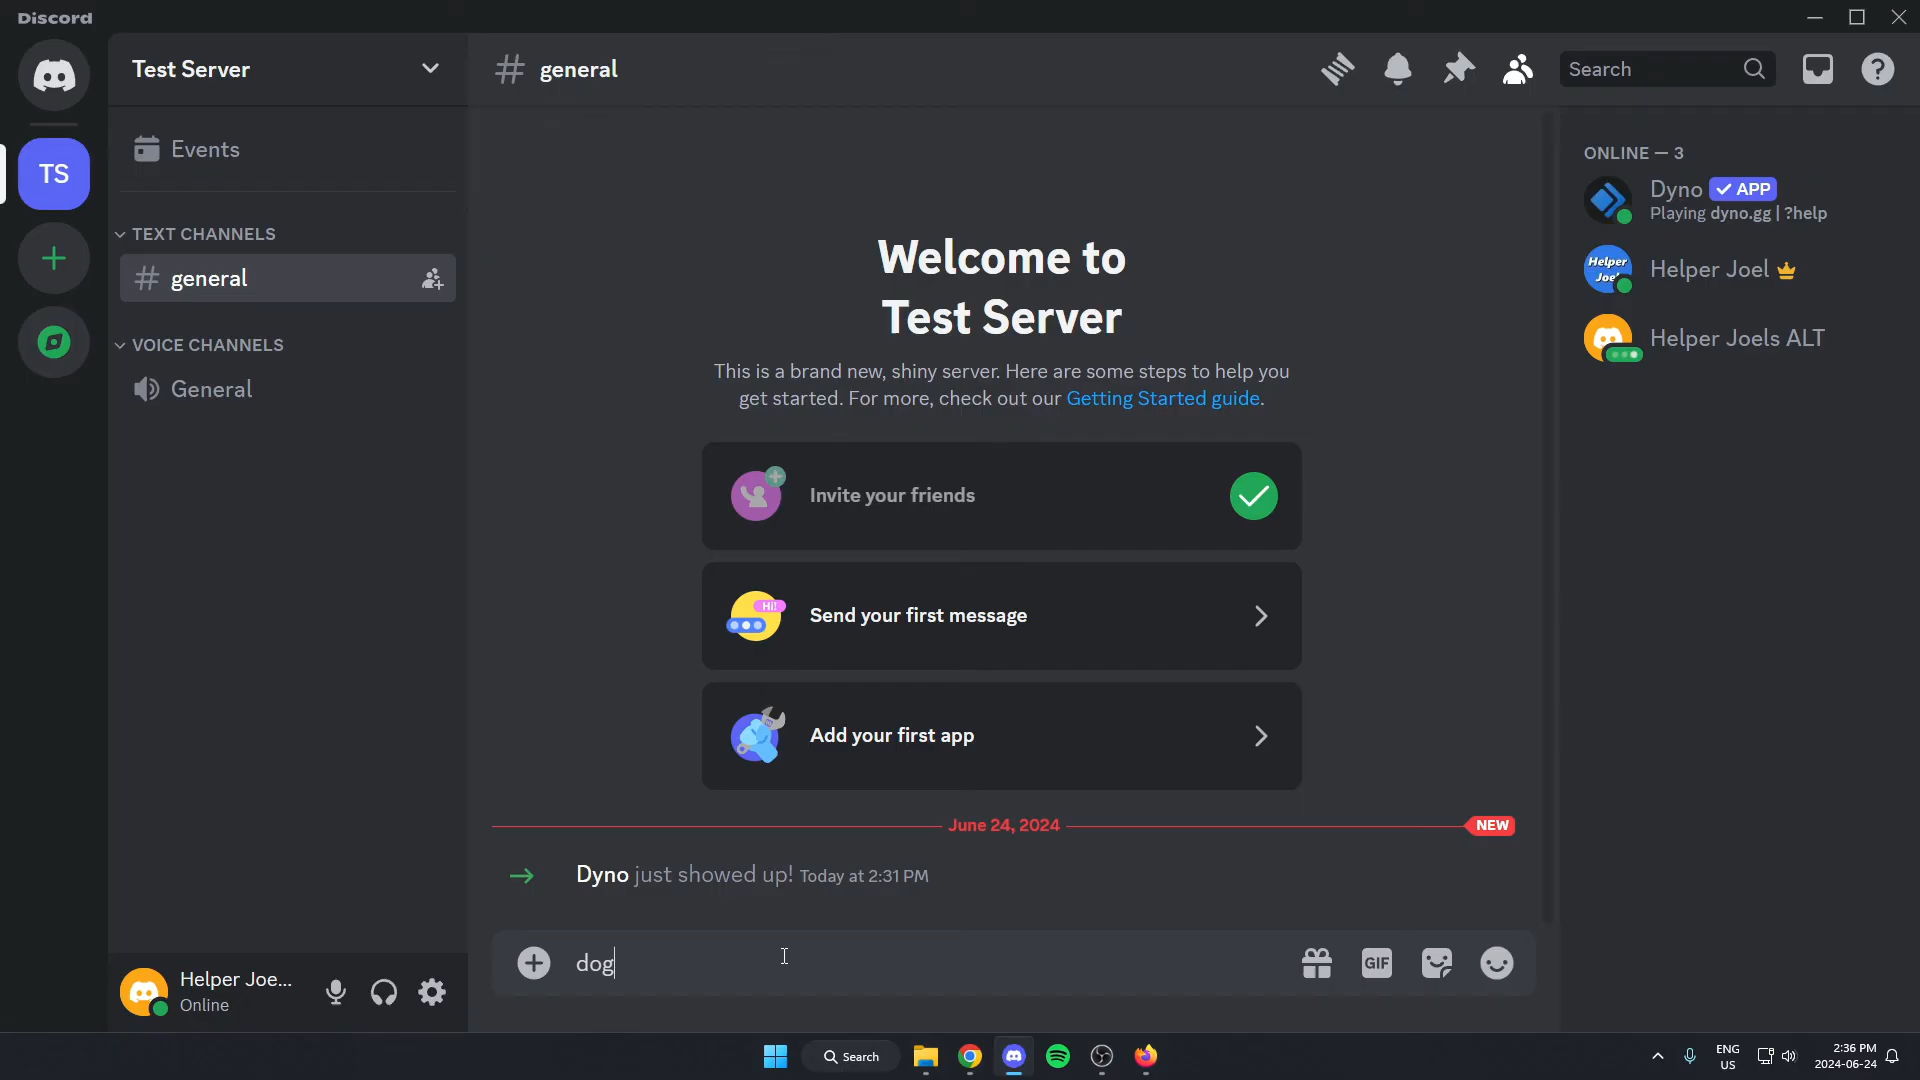 Discord
Test Server
general
Search
TS
Events
TEXT CHANNELS
general
VOICE CHANNELS
General
Welcome to
Test Server
This is a brand new, shiny server. Here are some steps to help you
get started. For more, check out our Getting Started guide.
Invite your friends
Hi!
Send your first message
Add your first app
June 24, 2024
NEW
Dyno just showed up! Today at 2:31 PM
dog
GIF
ONLINE — 3
Dyno APP
Playing dyno.gg | ?help
Helper
Joel
Helper Joel
Helper Joels ALT
Helper Joe...
Online
Search
ENG
US
2:36 PM
2024-06-24